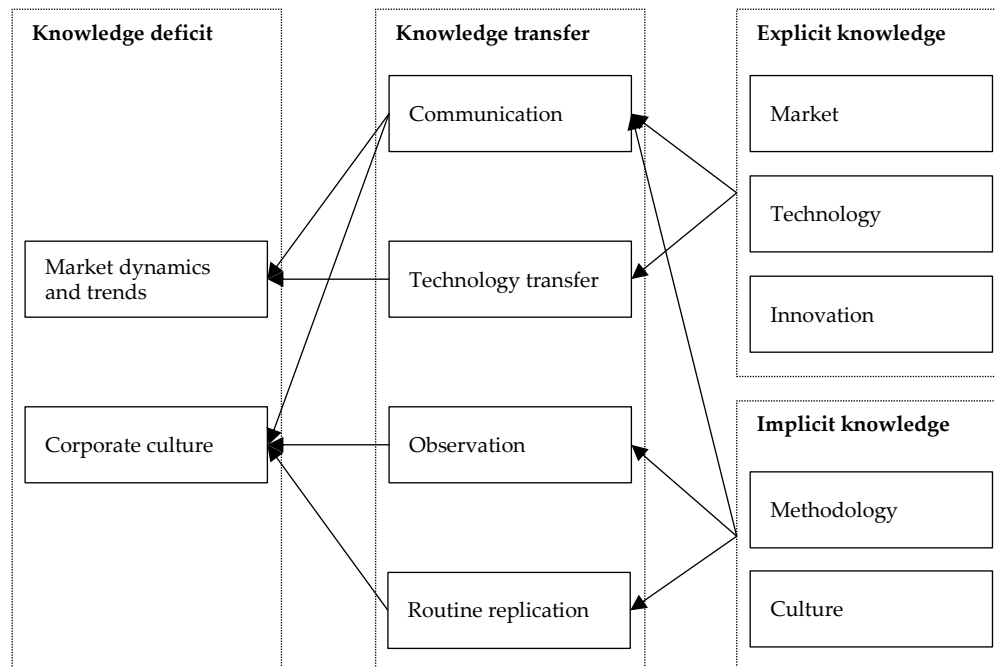 Knowledge deficit
Market dynamics
and trends
Corporate culture
Knowledge transfer
Communication
Technology transfer
Observation
Routine replication
Explicit knowledge
Market
Technology
Innovation
Implicit knowledge
Methodology
Culture